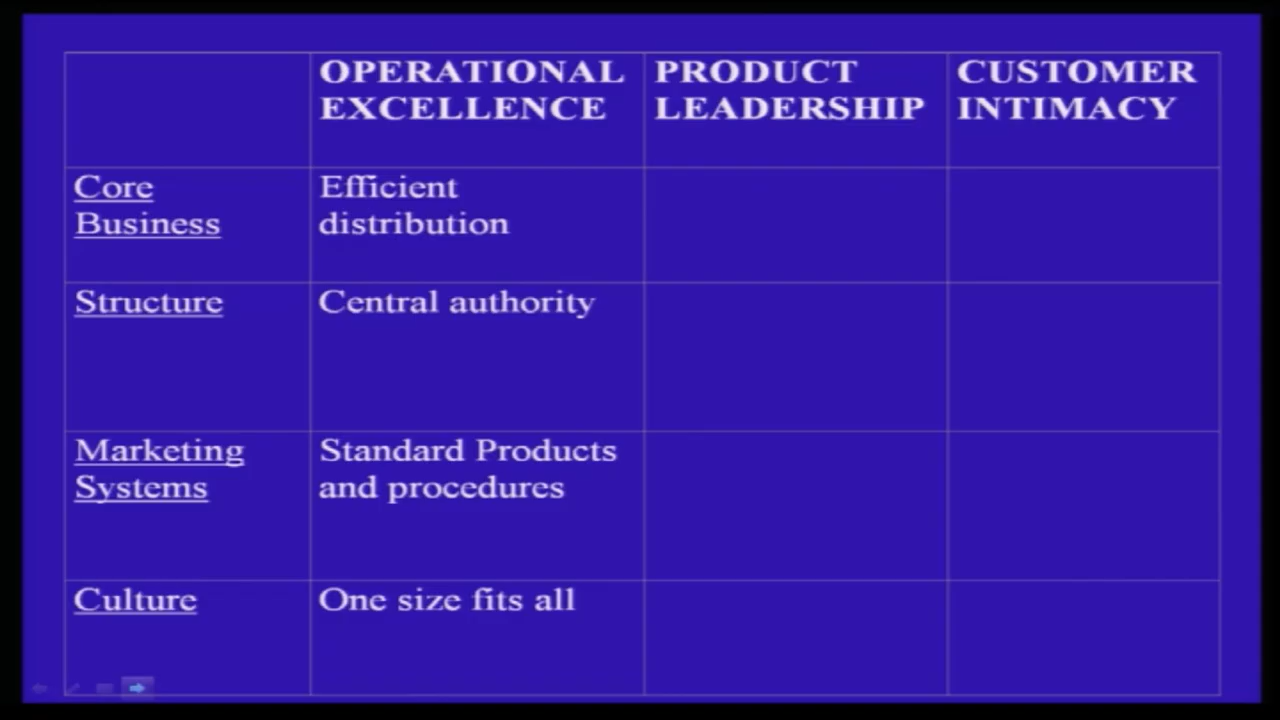 OPERATIONAL EXCELLENCE
PRODUCT LEADERSHIP
CUSTOMER INTIMACY
Core Business
Efficient distribution
Structure
Central authority
Marketing Systems
Standard Products and procedures
Culture
One size fits all